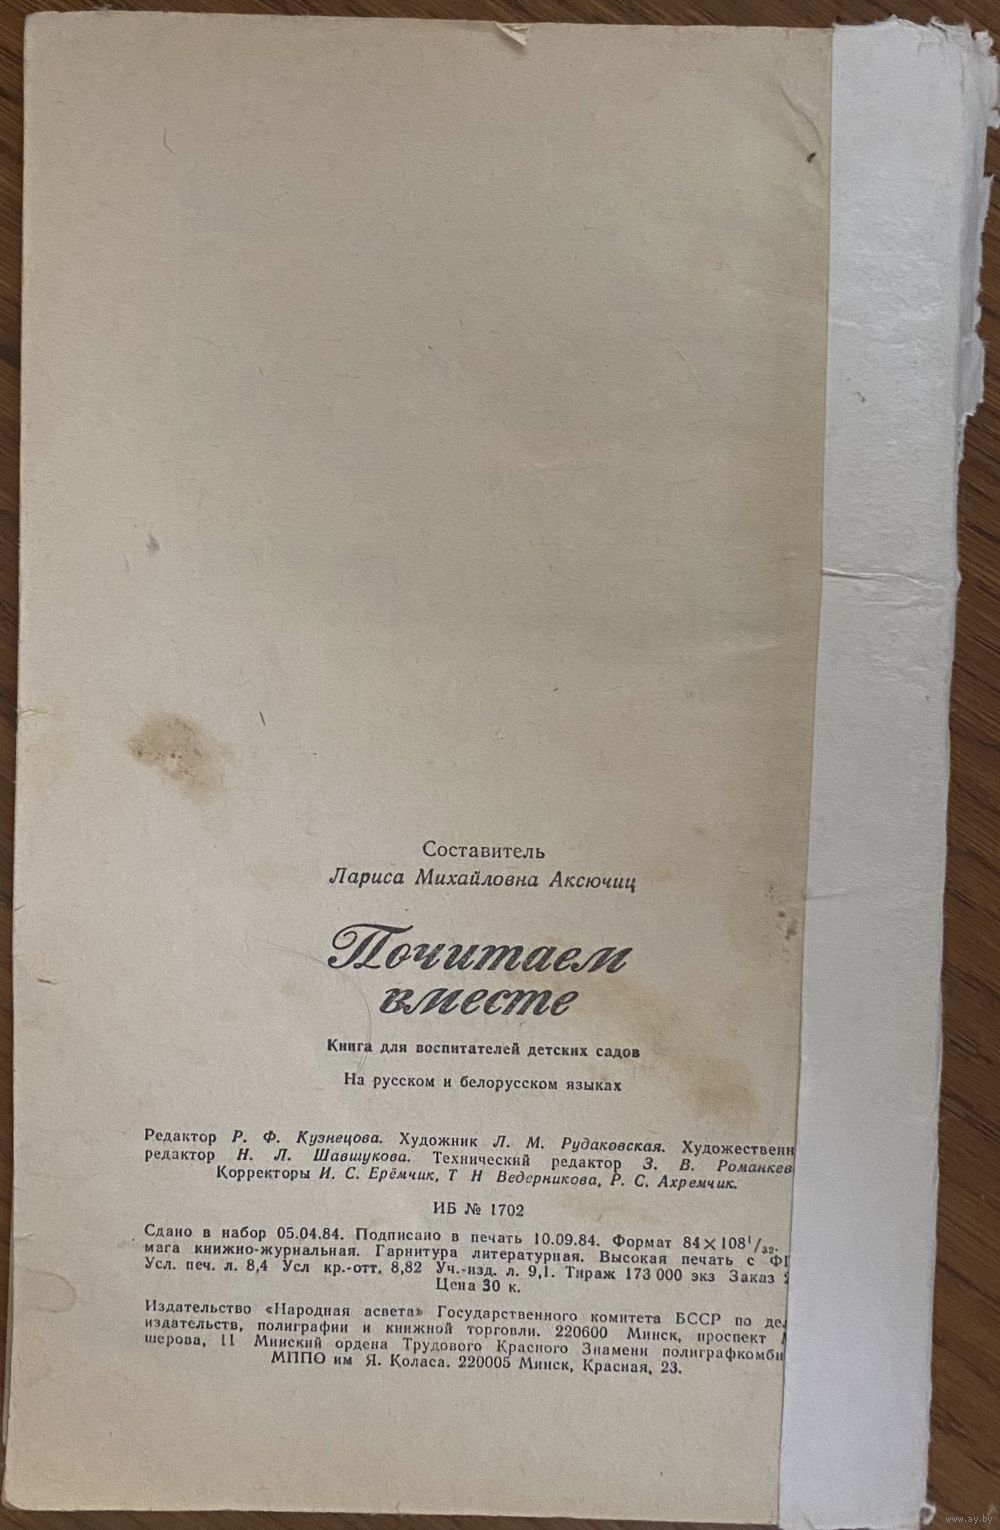 Составитель
Лариса Михайловна Аксючиц
Почитаем
вместе
Книга для воспитателей детских садов
На русском и белорусском языках
Редактор Р. Ф. Кузнецова. Художник Л. М. Рудаковская. Художественн
редактор Н. Л. Шавшукова. Технический редактор З. В. Романкев
Корректоры И. С. Ерёмчик, Т Н Ведерникова, Р. С. Ахремчик.
ИБ № 1702
Сдано в набор 05.04.84. Подписано в печать 10.09.84. Формат 84×108¹/₃₂.
мага книжно-журнальная. Гарнитура литературная. Высокая печать с
Усл. печ. л. 8,4 Усл кр.-отт. 8,82 Уч.-изд. л. 9,1. Тираж 173 000 экз Заказ
Цена 30 к.
Издательство «Народная асвета» Государственного комитета БССР по де
издательств, полиграфии и книжной торговли. 220600 Минск, проспект
шерова, 11 Минский ордена Трудового Красного Знамени полиграфкомби
МППО им Я. Коласа. 220005 Минск, Красная, 23.
www.ay.by